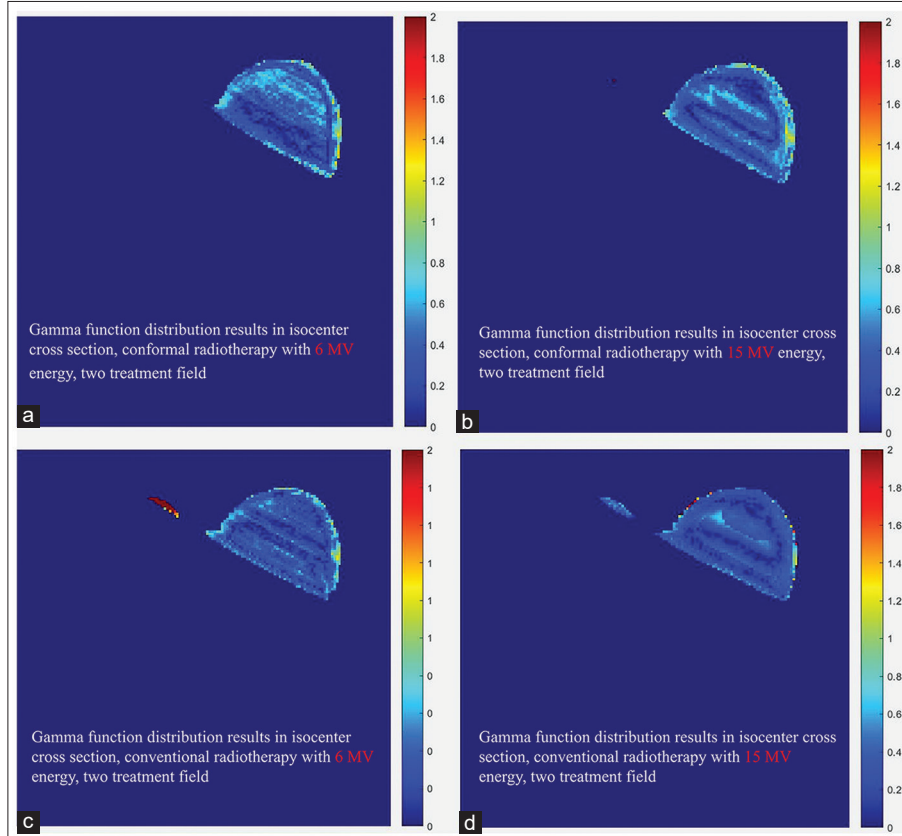 2
1.8
1.6
1.4
1.2
1
0.8
0.6
0.4
0.2
0
Gamma function distribution results in isocenter
cross section, conformal radiotherapy with 6 MV
energy, two treatment field
a
2
1.8
1.6
1.4
1.2
1
0.8
0.6
0.4
0.2
0
Gamma function distribution results in isocenter cross
section, conformal radiotherapy with 15 MV energy,
two treatment field
b
2
1
1
1
1
1
0
0
0
0
0
Gamma function distribution results in isocenter
cross section, conventional radiotherapy with 6 MV
energy, two treatment field
c
2
1.8
1.6
1.4
1.2
1
0.8
0.6
0.4
0.2
0
Gamma function distribution results in isocenter cross
section, conventional radiotherapy with 15 MV
energy, two treatment field
d